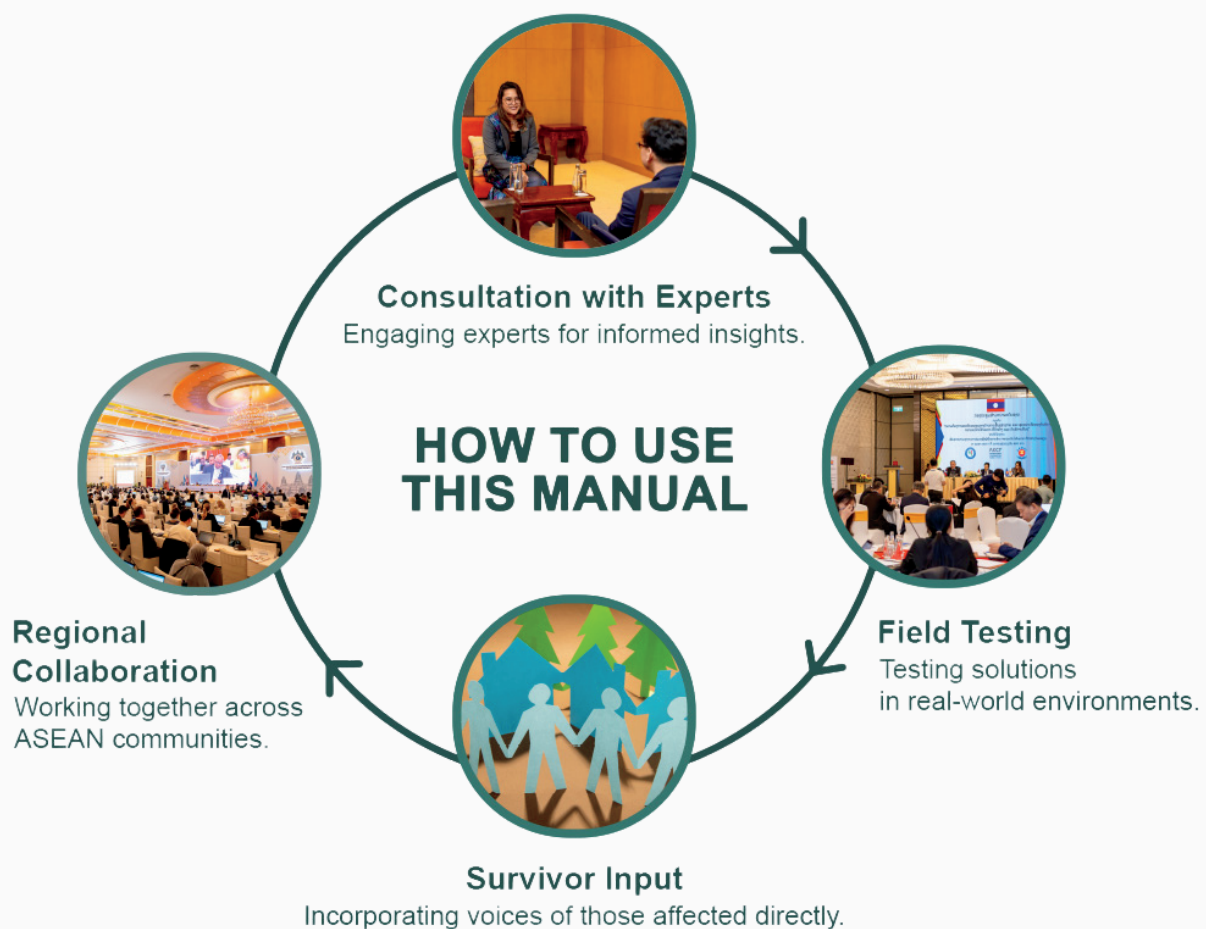 Consultation with Experts
Engaging experts for informed insights.
HOW TO USE
THIS MANUAL
Regional
Collaboration
Working together across
ASEAN communities.
Field Testing
Testing solutions
in real-world environments.
Survivor Input
Incorporating voices of those affected directly.